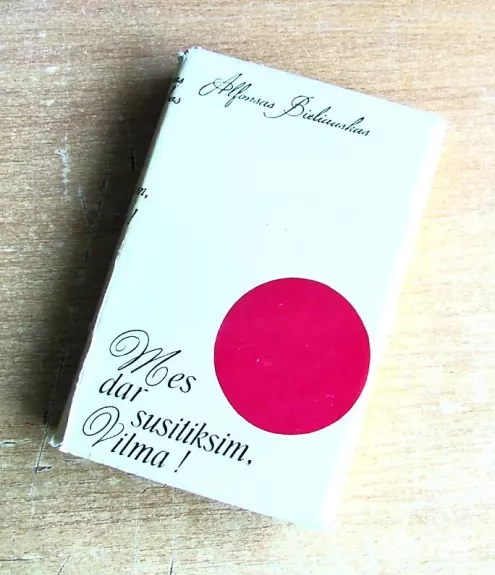 Alfonsas Bieliauskas
Mes
dar
susitiksim,
Vilma !